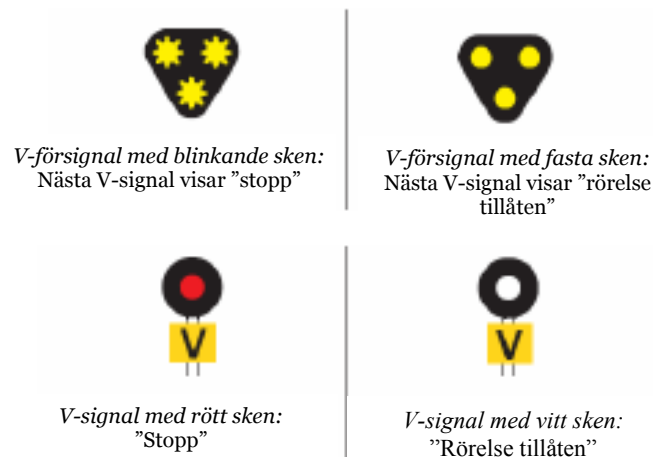 V-försignal med blinkande sken:
Nästa V-signal visar ”stopp”
V-försignal med fasta sken:
Nästa V-signal visar ”rörelse
tillåten”
V
V-signal med rött sken:
”Stopp”
V
V-signal med vitt sken:
”Rörelse tillåten”